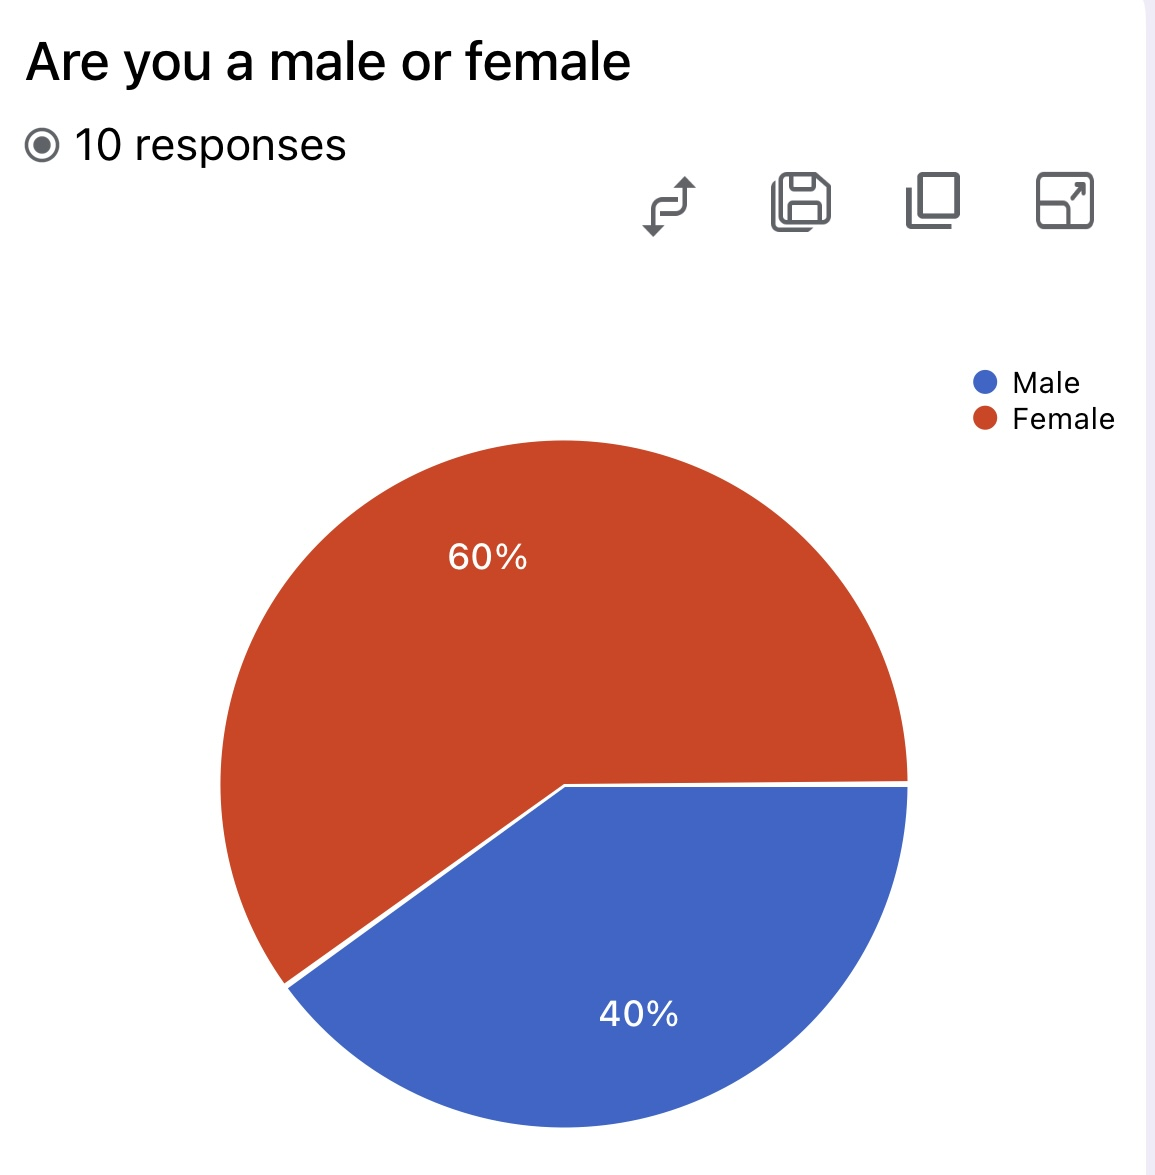 Are you a male or female
10 responses
Male
Female
60%
40%